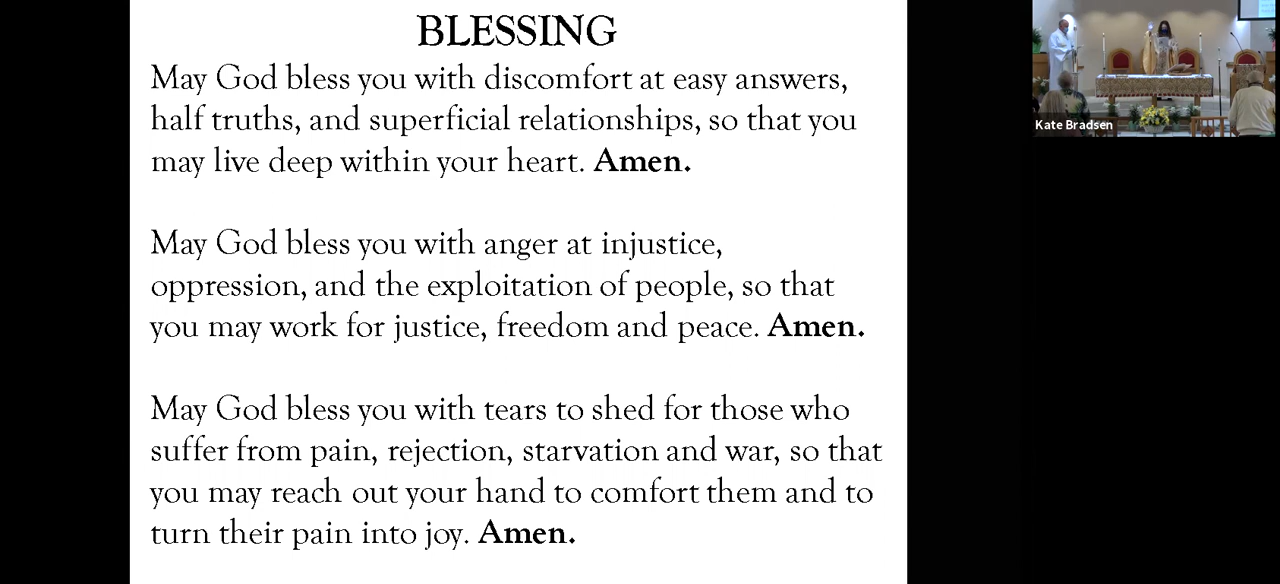 BLESSING
May God bless you with discomfort at easy answers,
half truths, and superficial relationships, so that you
may live deep within your heart. Amen.
May God bless you with anger at injustice,
oppression, and the exploitation of people, so that
you may work for justice, freedom and peace. Amen.
May God bless you with tears to shed for those who
suffer from pain, rejection, starvation and war, so that
you may reach out your hand to comfort them and to
turn their pain into joy. Amen.
Kate Bradsen